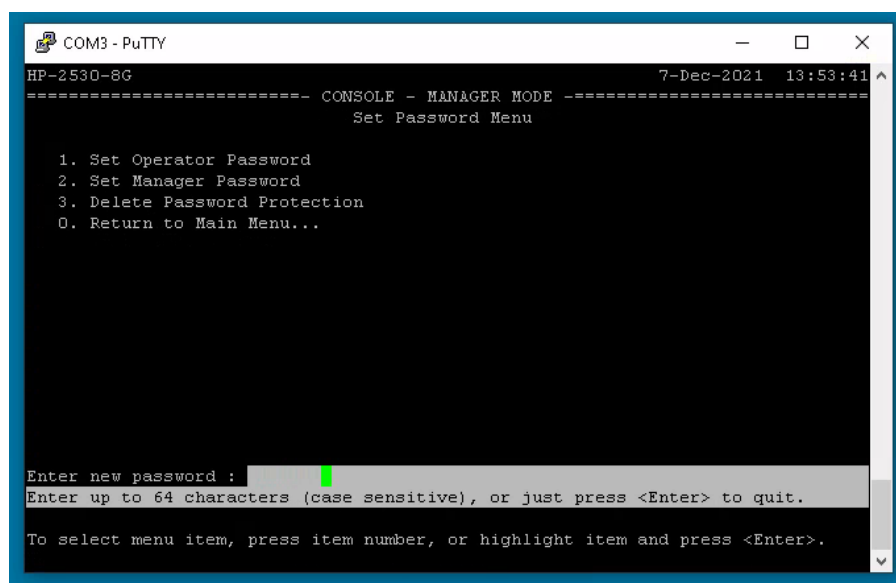 COM3 - PuTTY
HP-2530-8G 7-Dec-2021 13:53:41
==========================- CONSOLE - MANAGER MODE -============================
Set Password Menu
1. Set Operator Password
2. Set Manager Password
3. Delete Password Protection
0. Return to Main Menu...
Enter new password :
Enter up to 64 characters (case sensitive), or just press <Enter> to quit.
To select menu item, press item number, or highlight item and press <Enter>.